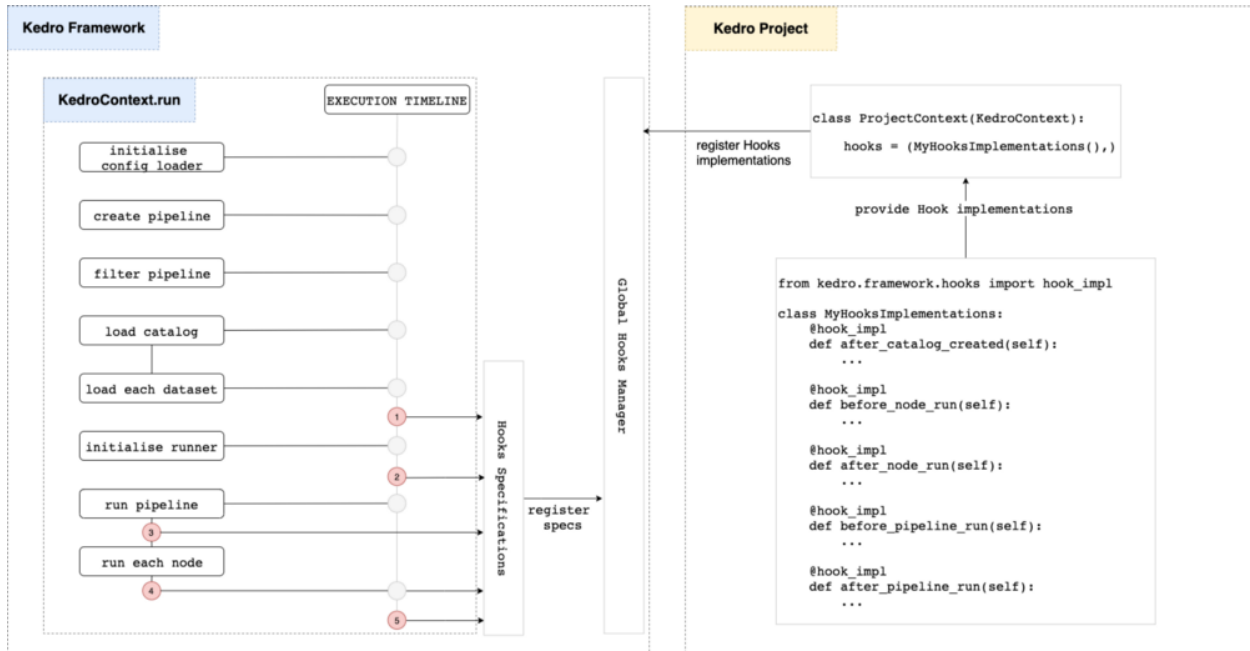 Kedro Framework
KedroContext.run
EXECUTION TIMELINE
initialise
config loader
create pipeline
filter pipeline
load catalog
load each dataset
1
initialise runner
2
run pipeline
3
run each node
4
5
Hooks Specifications
register
specs
Global Hooks Manager
Kedro Project
register Hooks
implementations
class ProjectContext(KedroContext):
hooks = (MyHooksImplementations(),)
provide Hook implementations
from kedro.framework.hooks import hook_impl
class MyHooksImplementations:
@hook_impl
def after_catalog_created(self):
...
@hook_impl
def before_node_run(self):
...
@hook_impl
def after_node_run(self):
...
@hook_impl
def before_pipeline_run(self):
...
@hook_impl
def after_pipeline_run(self):
...